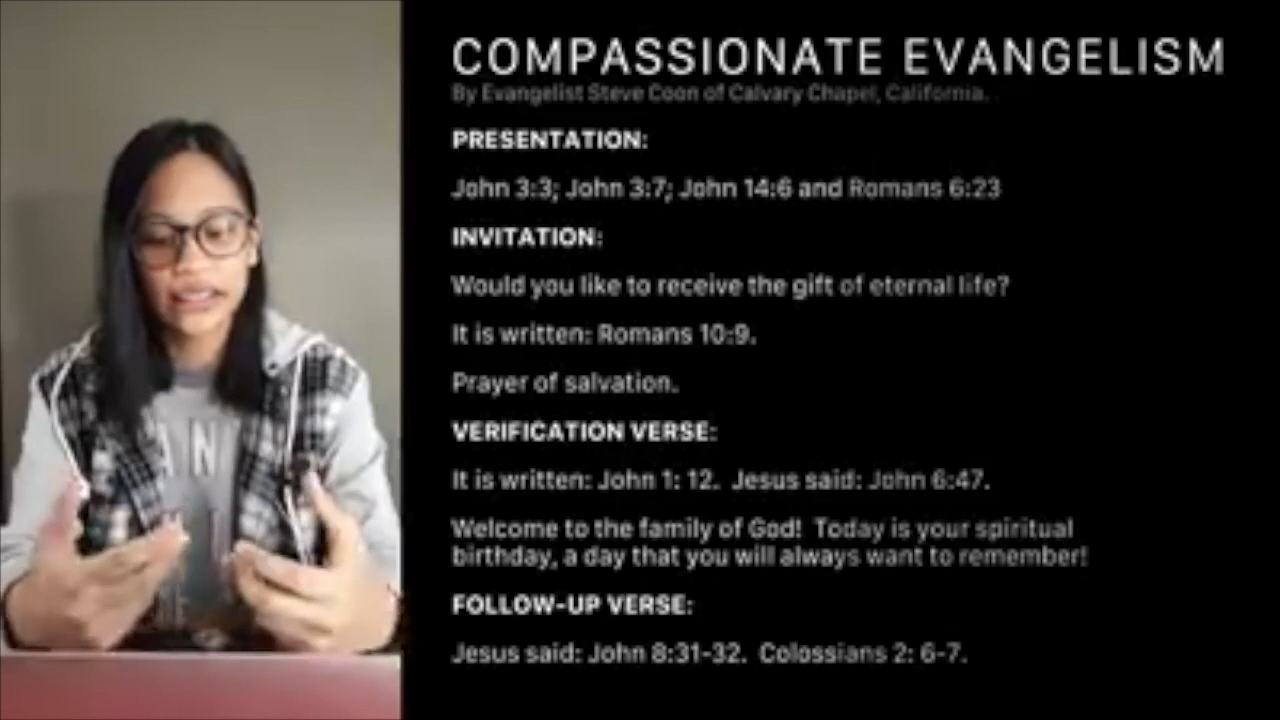 COMPASSIONATE EVANGELISM
By Evangelist Steve Coon of Calvary Chapel, California.
PRESENTATION:
John 3:3; John 3:7; John 14:6 and Romans 6:23
INVITATION:
Would you like to receive the gift of eternal life?
It is written: Romans 10:9.
Prayer of salvation.
VERIFICATION VERSE:
It is written: John 1: 12.  Jesus said: John 6:47.
Welcome to the family of God!  Today is your spiritual
birthday, a day that you will always want to remember!
FOLLOW-UP VERSE:
Jesus said: John 8:31-32.  Colossians 2: 6-7.